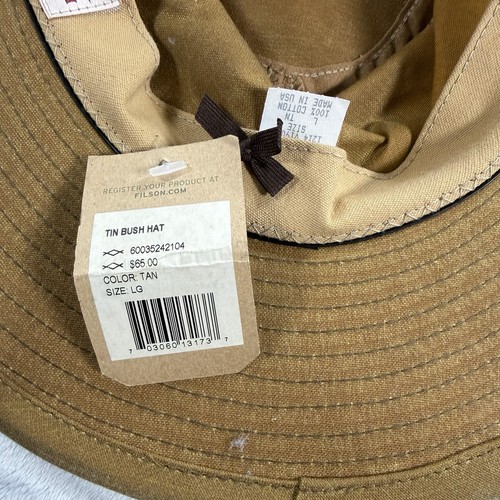 REGISTER YOUR PRODUCT AT
FILSON.COM
TIN BUSH HAT
60035242104
$65.00
COLOR: TAN
SIZE: LG
7 03060 13173 7
SIZE
TN L
100% COTTON
MADE IN USA